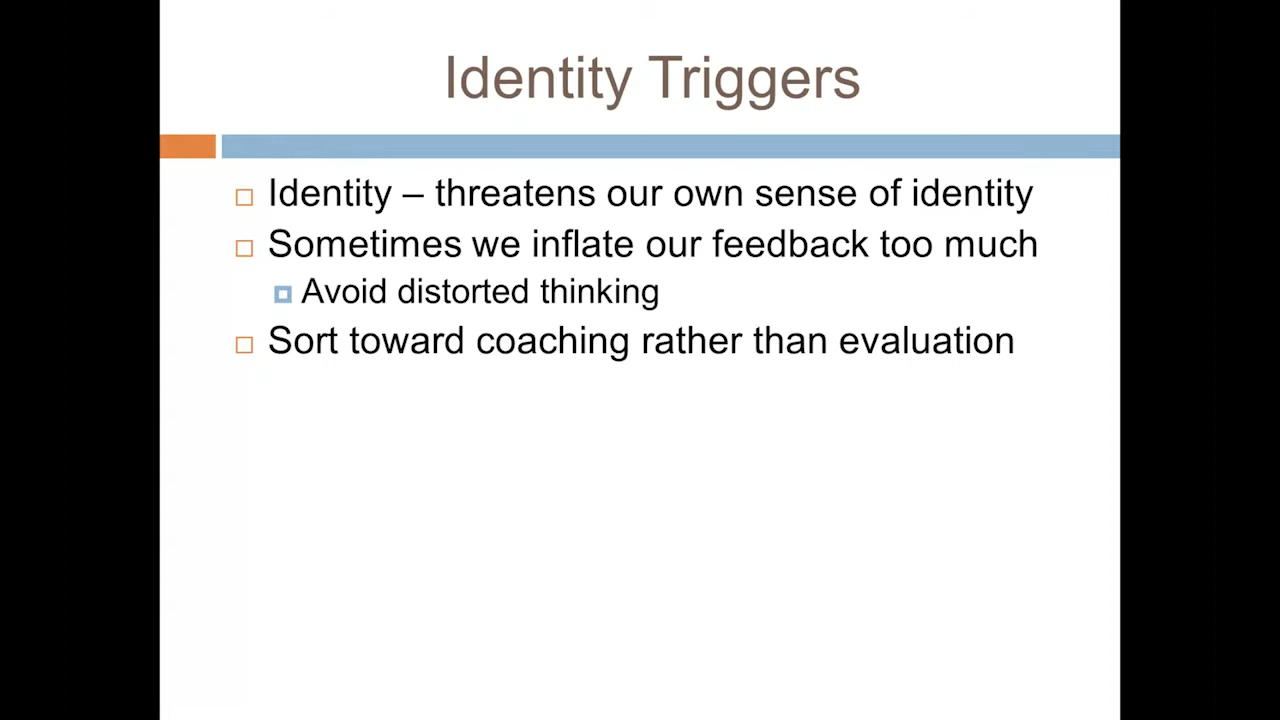 Identity Triggers
Identity – threatens our own sense of identity
Sometimes we inflate our feedback too much
Avoid distorted thinking
Sort toward coaching rather than evaluation